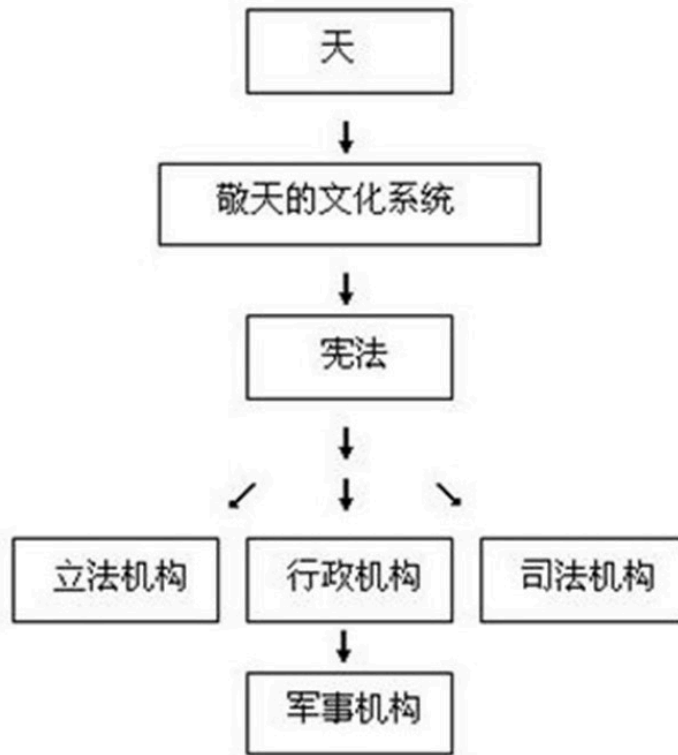 天
敬天的文化系统
宪法
立法机构
行政机构
司法机构
军事机构